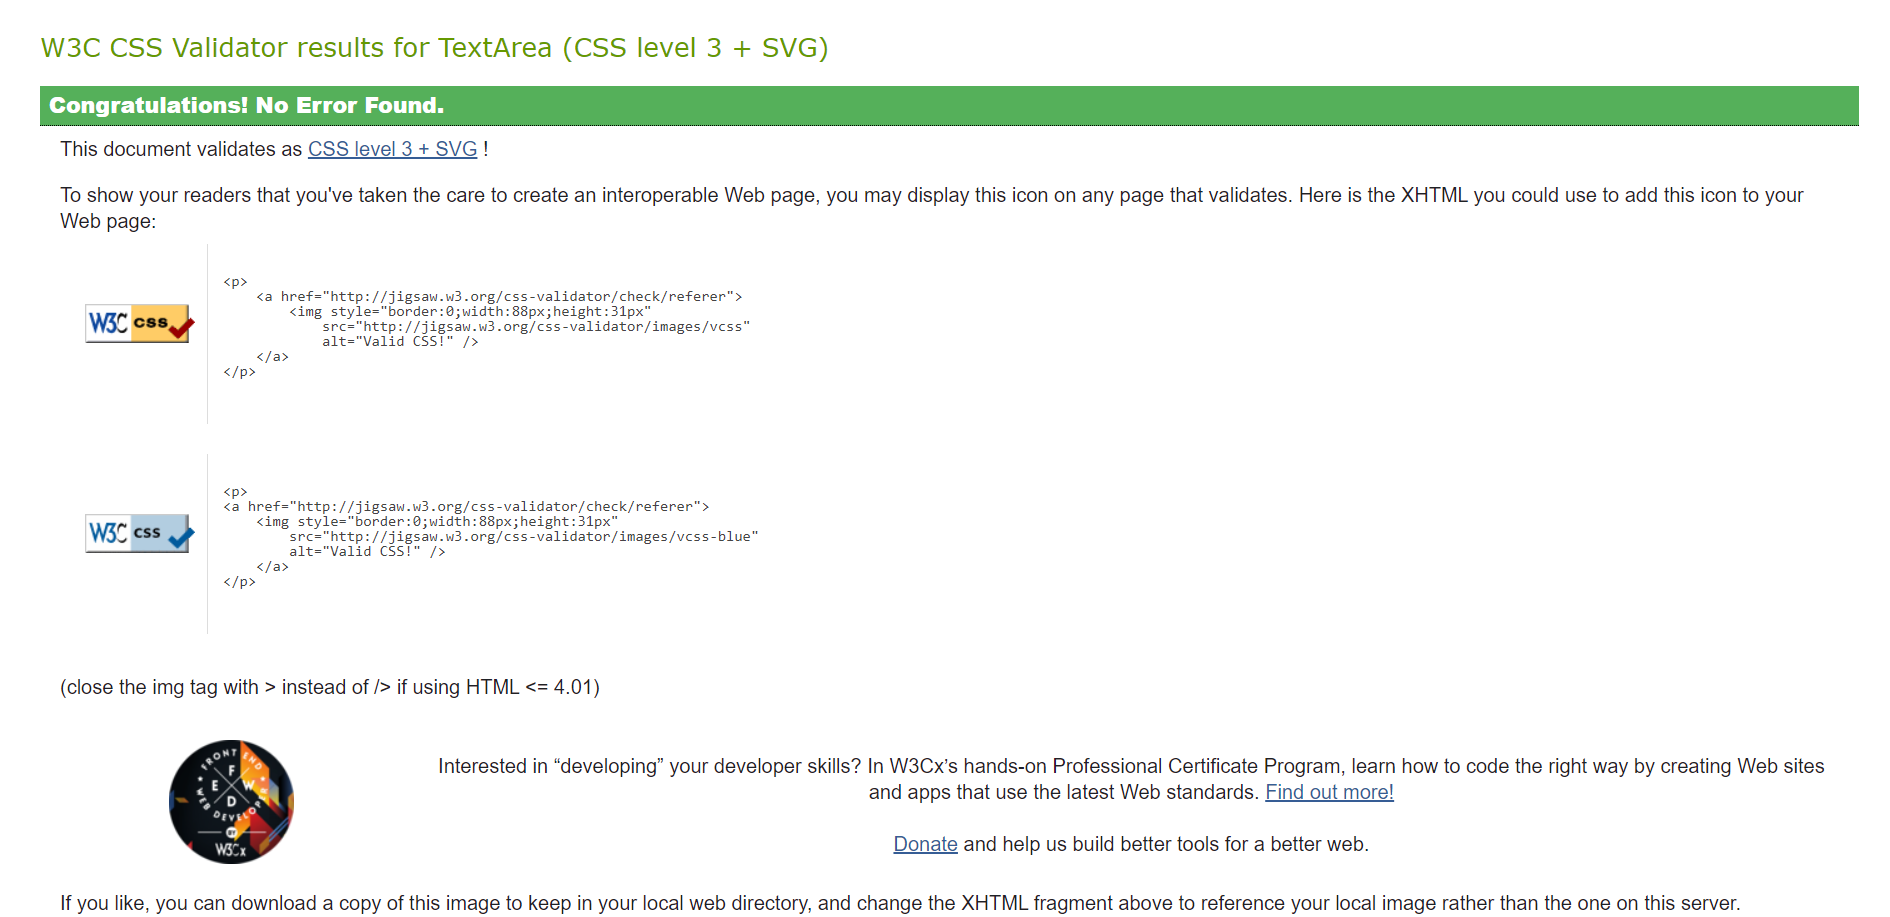 W3C CSS Validator results for TextArea (CSS level 3 + SVG)
Congratulations! No Error Found.
This document validates as CSS level 3 + SVG !
To show your readers that you've taken the care to create an interoperable Web page, you may display this icon on any page that validates. Here is the XHTML you could use to add this icon to your
Web page:
W3C css
<p>
    <a href="http://jigsaw.w3.org/css-validator/check/referer">
        <img style="border:0;width:88px;height:31px"
            src="http://jigsaw.w3.org/css-validator/images/vcss"
            alt="Valid CSS!" />
    </a>
</p>
W3C css
<p>
<a href="http://jigsaw.w3.org/css-validator/check/referer">
    <img style="border:0;width:88px;height:31px"
        src="http://jigsaw.w3.org/css-validator/images/vcss-blue"
        alt="Valid CSS!" />
    </a>
</p>
(close the img tag with > instead of /> if using HTML <= 4.01)
FRONT END
F
E W
D
WEB DEVELOPER
BY
W3Cx
Interested in “developing” your developer skills? In W3Cx’s hands-on Professional Certificate Program, learn how to code the right way by creating Web sites
and apps that use the latest Web standards. Find out more!
Donate and help us build better tools for a better web.
If you like, you can download a copy of this image to keep in your local web directory, and change the XHTML fragment above to reference your local image rather than the one on this server.